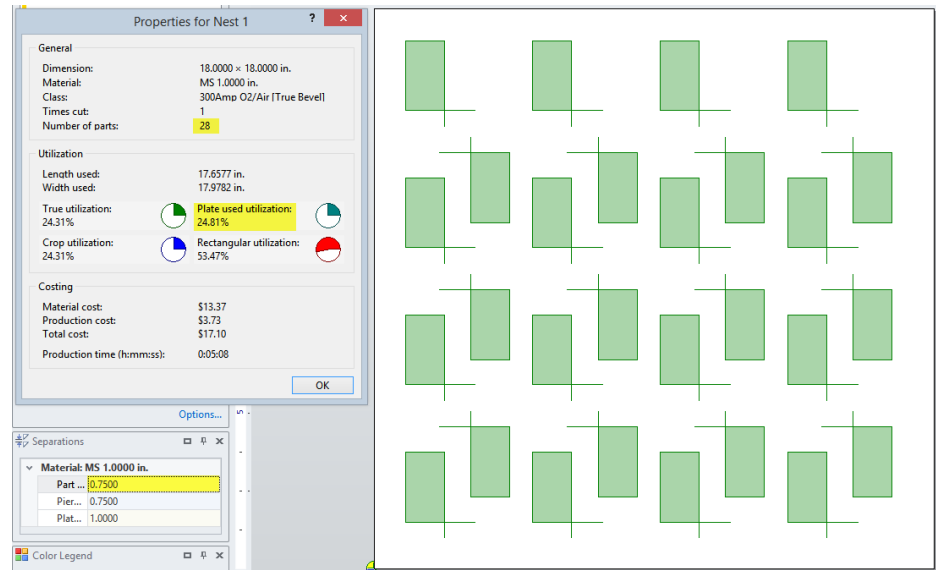 Properties for Nest 1
?
×
General
Dimension: 18.0000 × 18.0000 in.
Material: MS 1.0000 in.
Class: 300Amp O2/Air [True Bevel]
Times cut: 1
Number of parts: 28
Utilization
Length used: 17.6577 in.
Width used: 17.9782 in.
True utilization: Plate used utilization:
24.31% 24.81%
Crop utilization: Rectangular utilization:
24.31% 53.47%
Costing
Material cost: $13.37
Production cost: $3.73
Total cost: $17.10
Production time (h:mm:ss): 0:05:08
OK
Options...
5
Separations
Material: MS 1.0000 in.
Part ... 0.7500
Pier... 0.7500
Plat... 1.0000
Color Legend